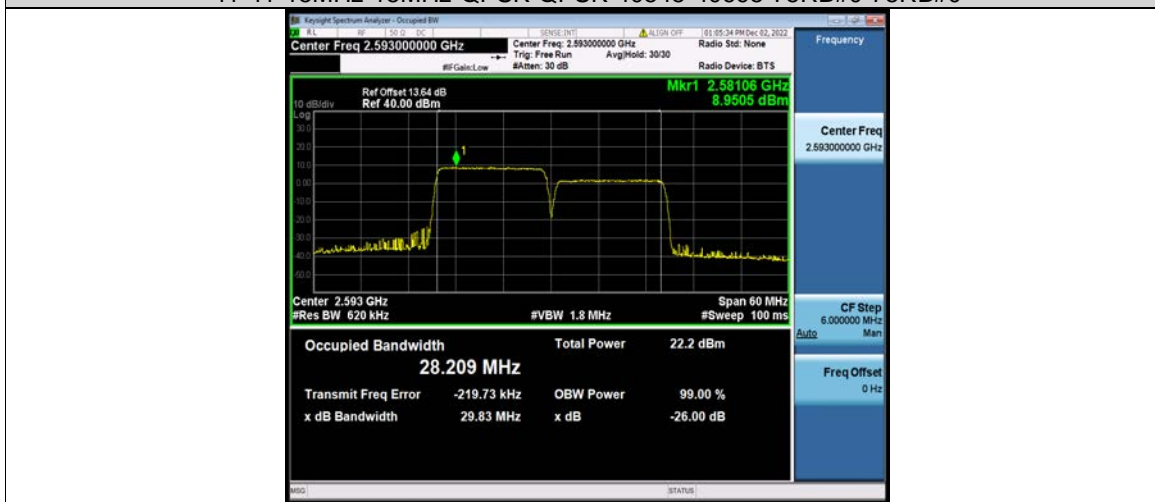 Keysight Spectrum Analyzer - Occupied BW
RL RF 50 Ω DC SENSE:INT ALIGN OFF 01:05:34 PM Dec 02, 2022
Center Freq 2.593000000 GHz
Center Freq: 2.593000000 GHz Radio Std: None
Trig: Free Run Avg|Hold: 30/30
#IFGain:Low #Atten: 30 dB Radio Device: BTS
Ref Offset 13.64 dB
10 dB/div Ref 40.00 dBm
Mkr1 2.58106 GHz
8.9505 dBm
Log
30.0
20.0
10.0
0.00
-10.0
-20.0
-30.0
-40.0
-50.0
1
Center 2.593 GHz Span 60 MHz
#Res BW 620 kHz #VBW 1.8 MHz #Sweep 100 ms
Occupied Bandwidth Total Power 22.2 dBm
28.209 MHz
Transmit Freq Error -219.73 kHz OBW Power 99.00 %
x dB Bandwidth 29.83 MHz x dB -26.00 dB
MSG STATUS
Frequency
Center Freq
2.593000000 GHz
CF Step
6.000000 MHz
Auto Man
Freq Offset
0 Hz